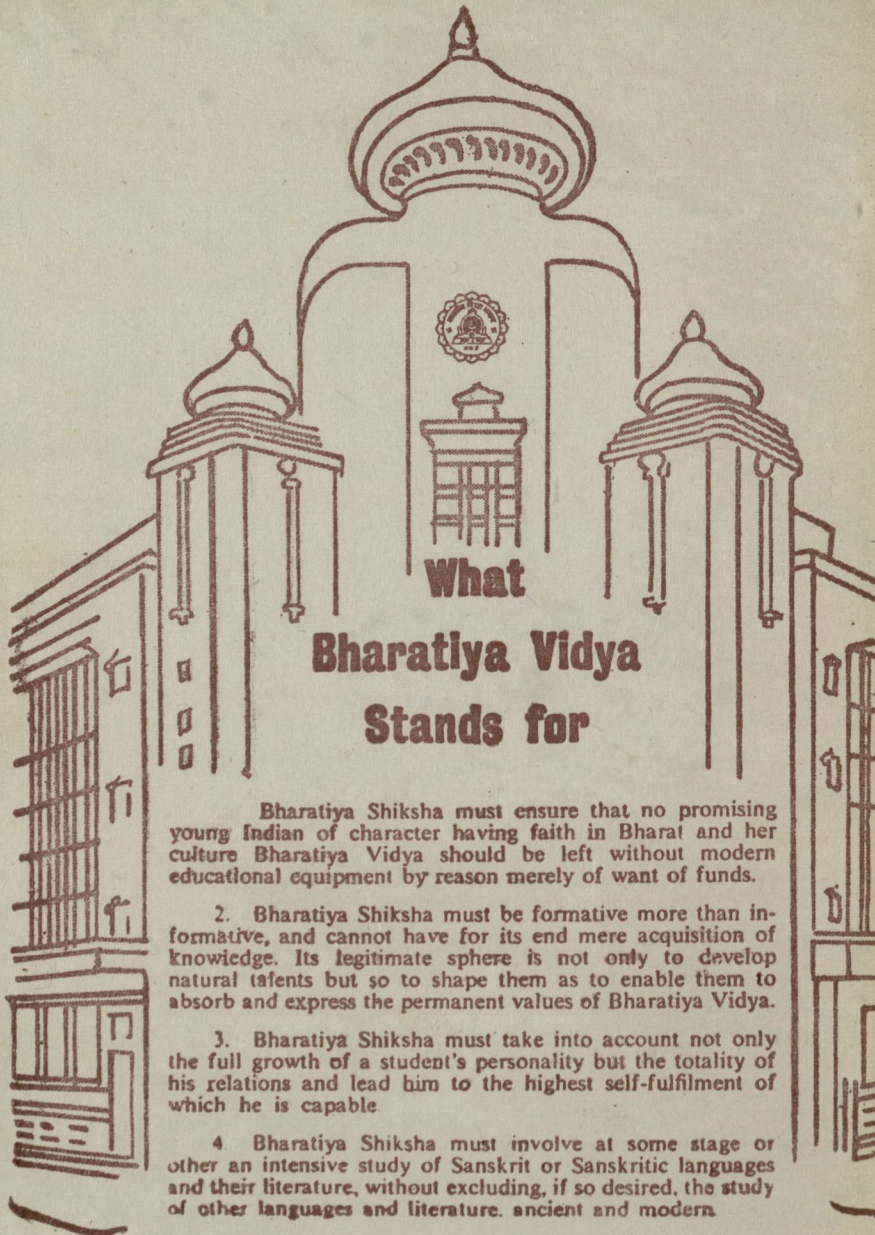 What
Bharatiya Vidya
Stands for
Bharatiya Shiksha must ensure that no promising
young Indian of character having faith in Bharat and her
culture Bharatiya Vidya should be left without modern
educational equipment by reason merely of want of funds.
2. Bharatiya Shiksha must be formative more than in-
formative, and cannot have for its end mere acquisition of
knowledge. Its legitimate sphere is not only to develop
natural talents but so to shape them as to enable them to
absorb and express the permanent values of Bharatiya Vidya.
3. Bharatiya Shiksha must take into account not only
the full growth of a student's personality but the totality of
his relations and lead him to the highest self-fulfilment of
which he is capable
4 Bharatiya Shiksha must involve at some stage or
other an intensive study of Sanskrit or Sanskritic languages
and their literature, without excluding, if so desired, the study
of other languages and literature. ancient and modern